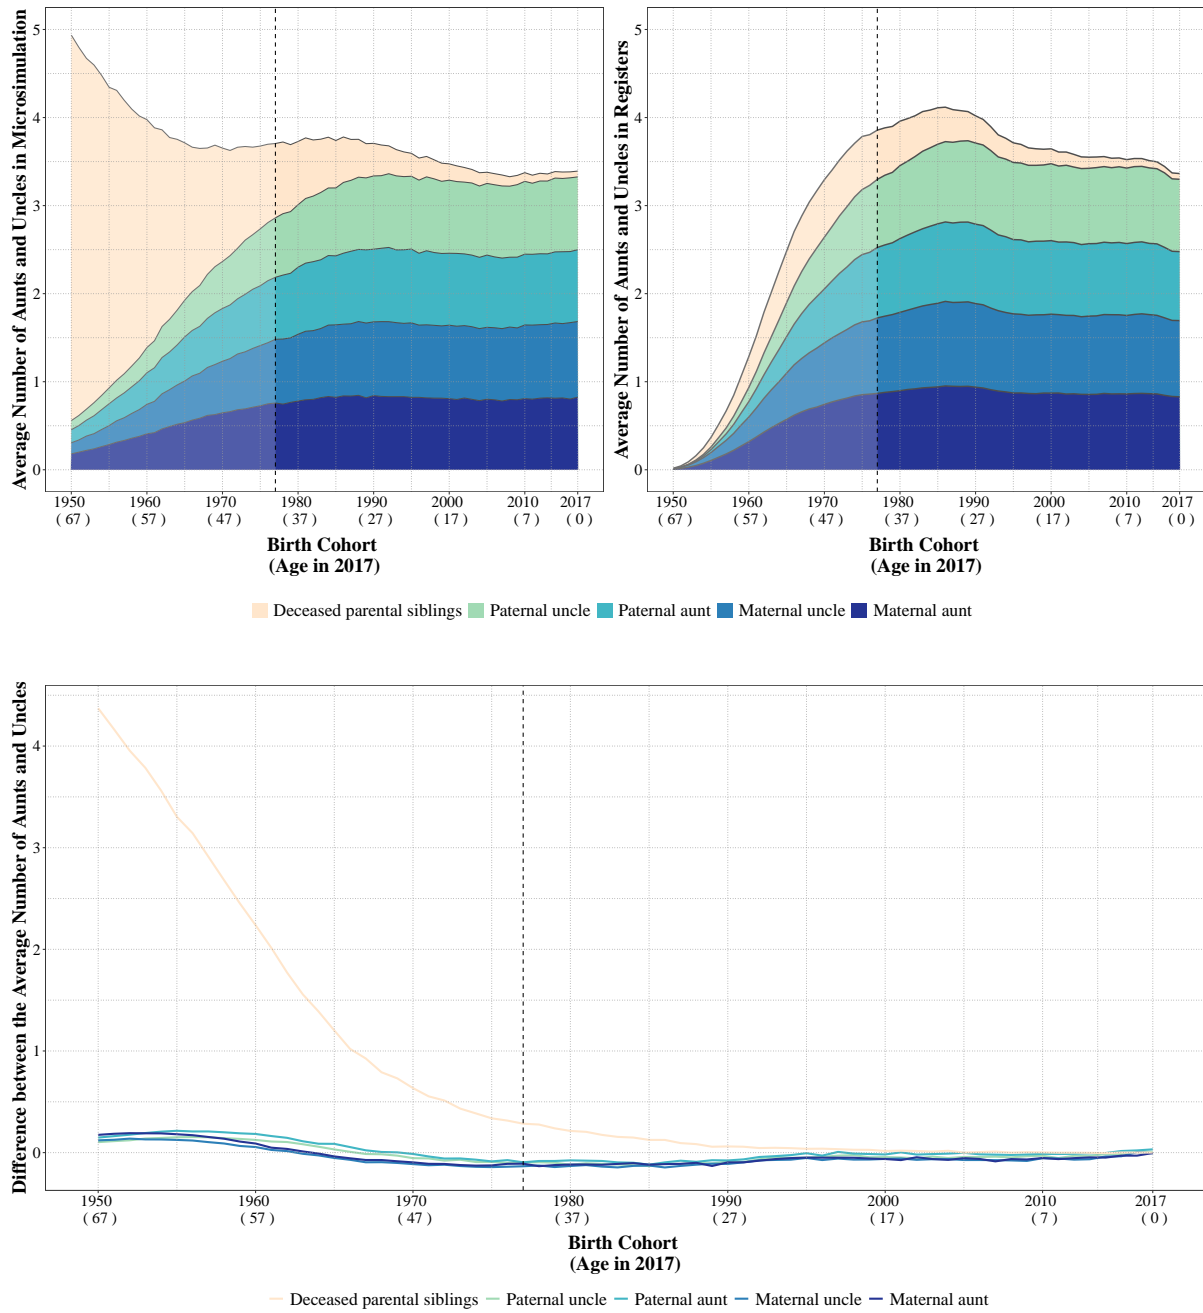 Average Number of Aunts and Uncles in Microsimulation
5
4
3
2
1
0
1950 1960 1970 1980 1990 2000 2010 2017
( 67 ) ( 57 ) ( 47 ) ( 37 ) ( 27 ) ( 17 ) ( 7 ) ( 0 )
Birth Cohort
(Age in 2017)
Average Number of Aunts and Uncles in Registers
5
4
3
2
1
0
1950 1960 1970 1980 1990 2000 2010 2017
( 67 ) ( 57 ) ( 47 ) ( 37 ) ( 27 ) ( 17 ) ( 7 ) ( 0 )
Birth Cohort
(Age in 2017)
Deceased parental siblings Paternal uncle Paternal aunt Maternal uncle Maternal aunt
Difference between the Average Number of Aunts and Uncles
4
3
2
1
0
1950 1960 1970 1980 1990 2000 2010 2017
( 67 ) ( 57 ) ( 47 ) ( 37 ) ( 27 ) ( 17 ) ( 7 ) ( 0 )
Birth Cohort
(Age in 2017)
Deceased parental siblings Paternal uncle Paternal aunt Maternal uncle Maternal aunt